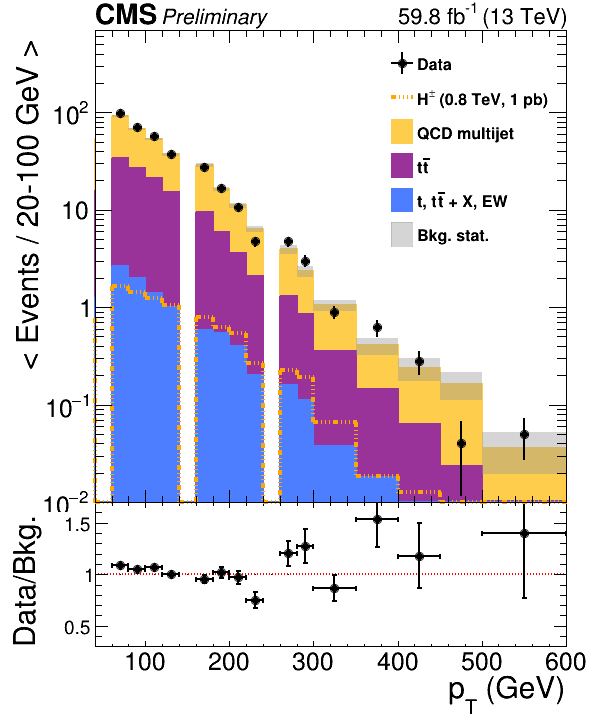 CMS Preliminary 59.8 fb⁻¹ (13 TeV)
< Events / 20-100 GeV >
10²
10
1
10⁻¹
10⁻²
Data
H± (0.8 TeV, 1 pb)
QCD multijet
tt̅
t, tt̅ + X, EW
Bkg. stat.
Data/Bkg.
1.5
1
0.5
100 200 300 400 500 600
p_T (GeV)